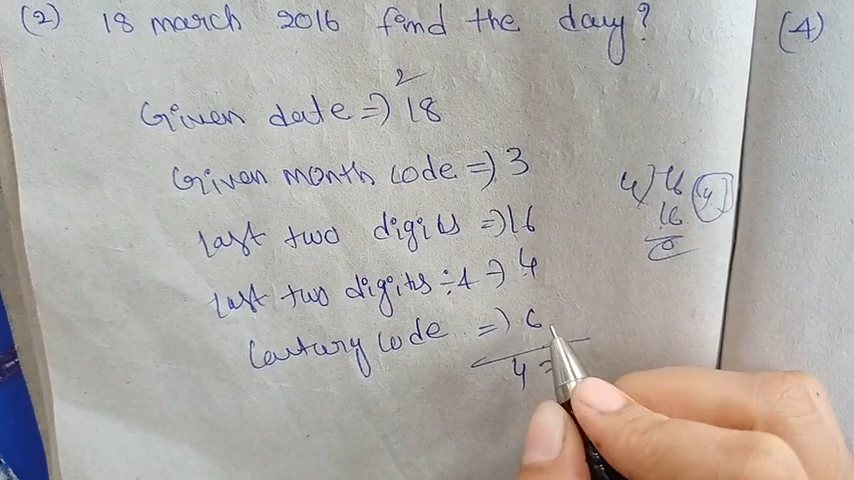 (2) 18 march 2016 find the day?
(4)
2
Given date => 18
Given month code => 3
last two digits => 16
last two digits ÷ 4 => 4
Century code => 6
4
4) 16 (4
16
0